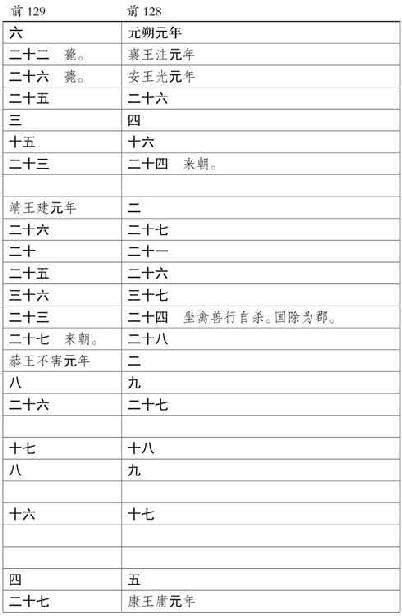 前129 前128
六 元朔元年
二十二 薨。 襄王注元年
二十六 薨。 安王光元年
二十五 二十六
三 四
十五 十六
二十三 二十四 来朝。
靖王建元年 二
二十六 二十七
二十 二十一
二十五 二十六
三十六 三十七
二十三 二十四 坐禽兽行自杀。国除为郡。
二十七 来朝。 二十八
恭王不害元年 二
八 九
二十六 二十七
十七 十八
八 九
十六 十七
四 五
二十七 康王庸元年